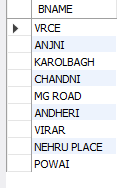 BNAME
VRCE
ANJNI
KAROLBAGH
CHANDNI
MG ROAD
ANDHERI
VIRAR
NEHRU PLACE
POWAI